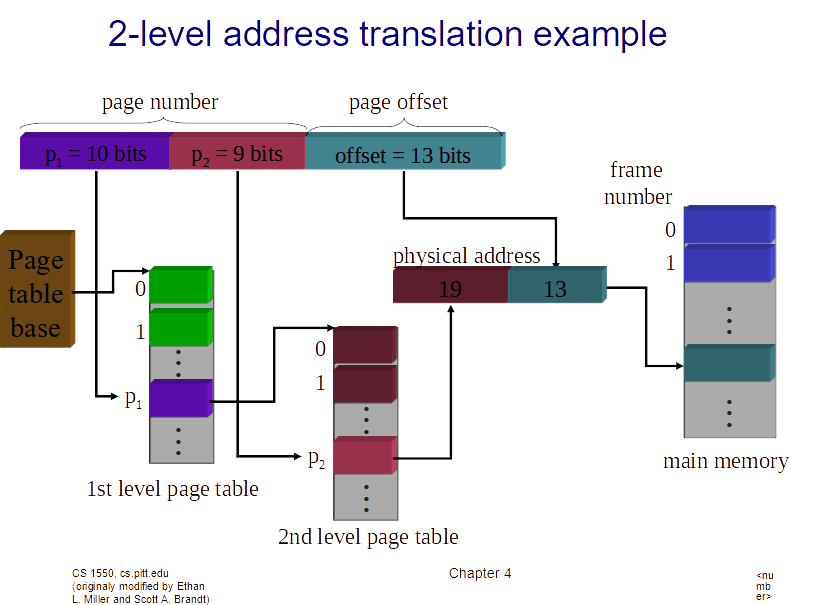 2-level address translation example
page number
page offset
p1 = 10 bits
p2 = 9 bits
offset = 13 bits
frame
number
0
1
physical address
19
13
Page
table
base
0
1
p1
0
1
p2
main memory
1st level page table
2nd level page table
CS 1550, cs.pitt.edu
(originaly modified by Ethan
L. Miller and Scott A. Brandt)
Chapter 4
<nu
mb
er>